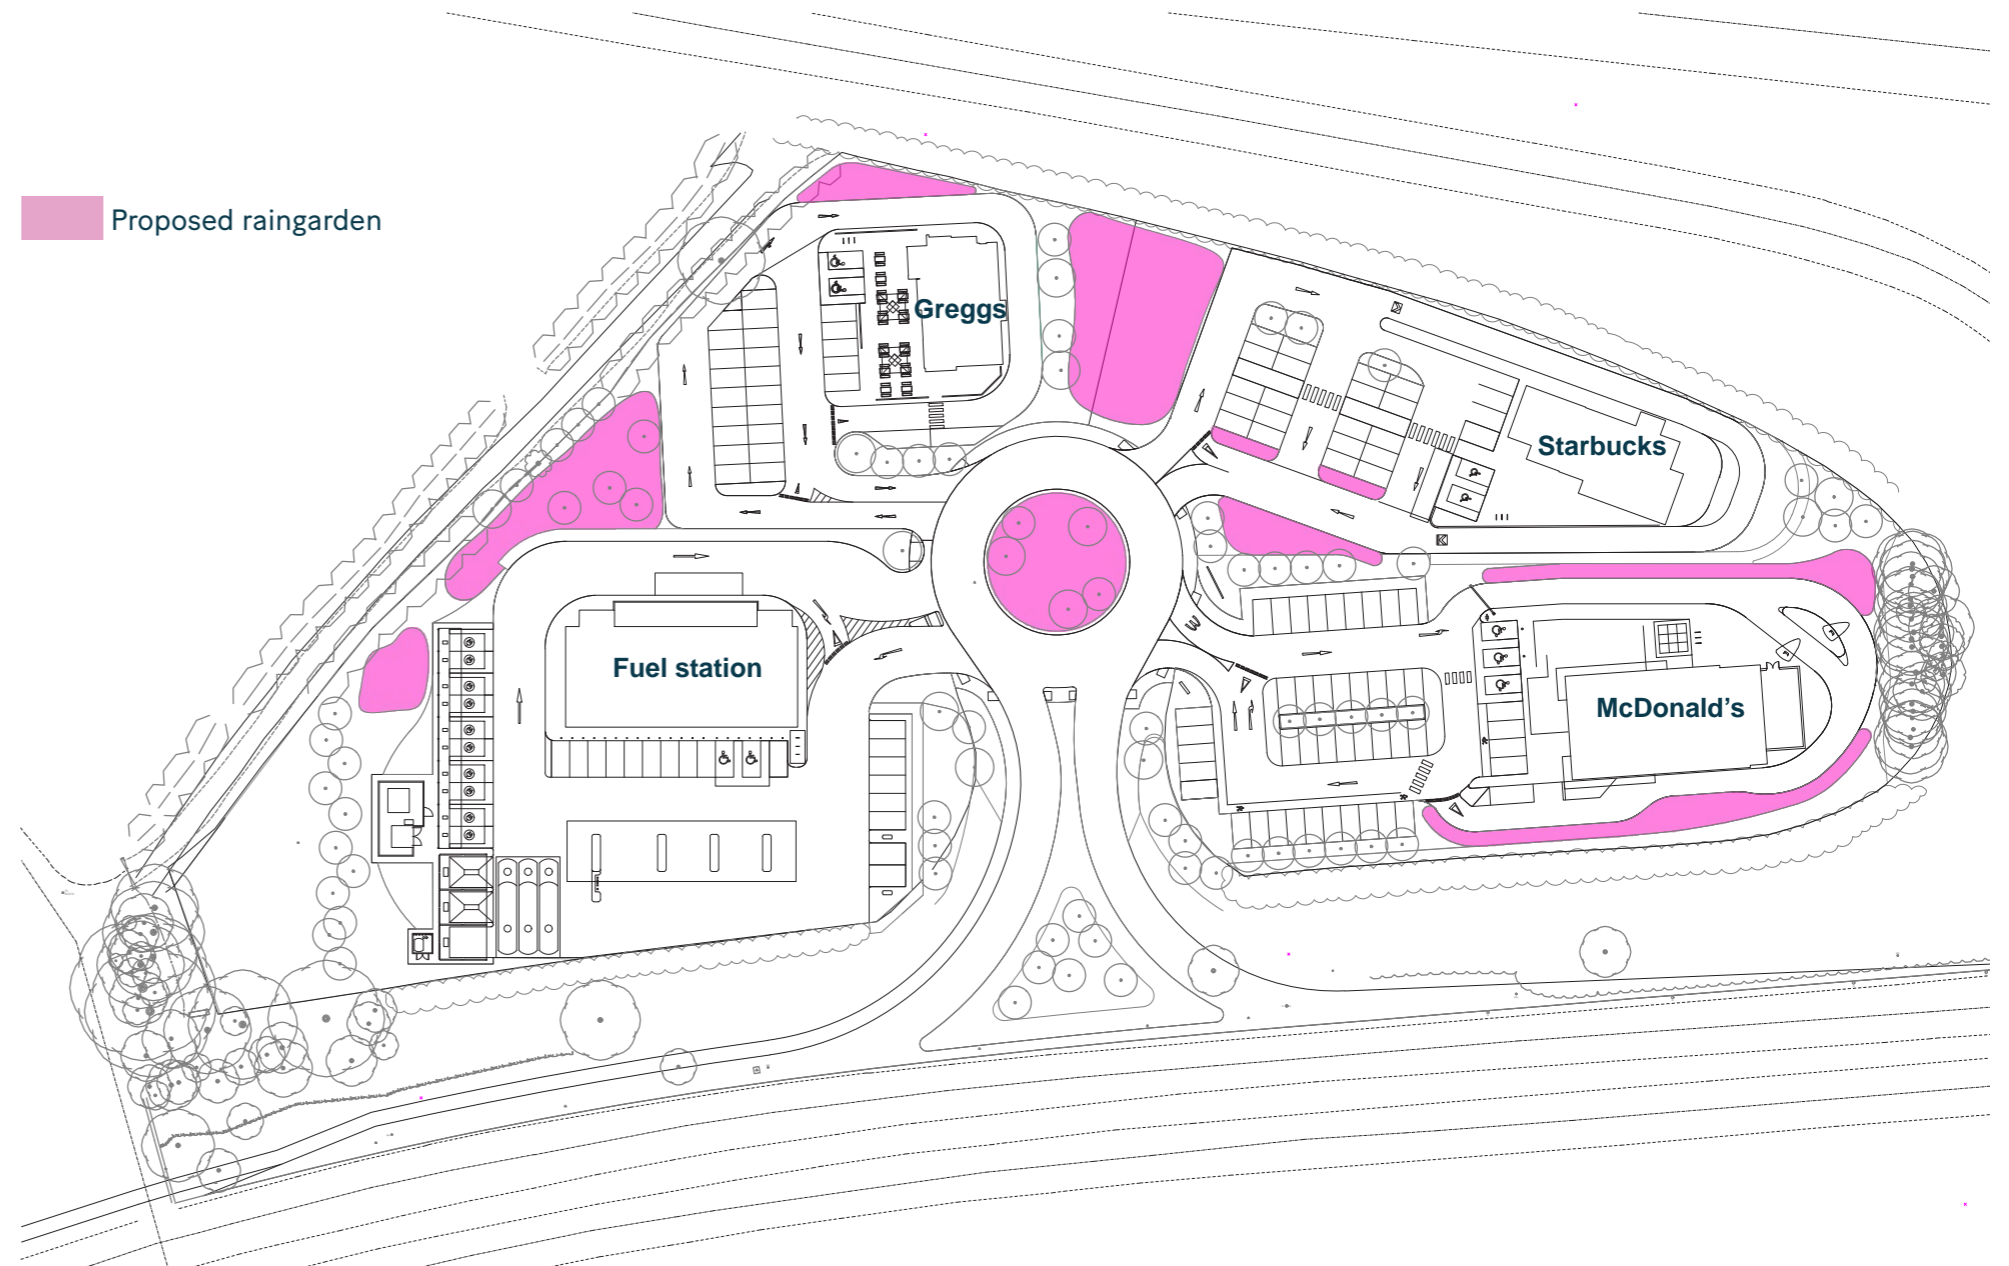 Proposed raingarden
Greggs
Starbucks
Fuel station
McDonald's